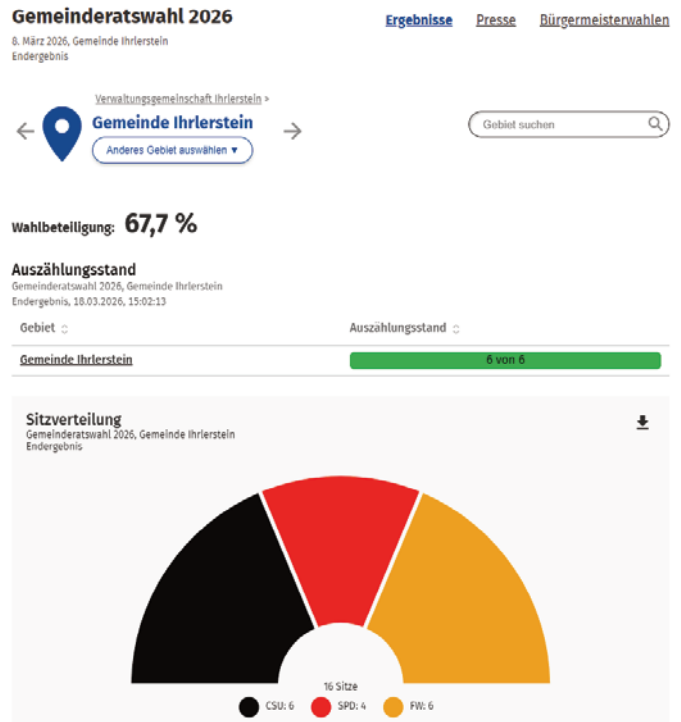 Gemeinderatswahl 2026
Ergebnisse Presse Bürgermeisterwahlen
8. März 2026, Gemeinde Ihrlerstein
Endergebnis
Verwaltungsgemeinschaft Ihrlerstein >
Gemeinde Ihrlerstein
Anderes Gebiet auswählen ▼
Gebiet suchen
Wahlbeteiligung: 67,7 %
Auszählungsstand
Gemeinderatswahl 2026, Gemeinde Ihrlerstein
Endergebnis, 18.03.2026, 15:02:13
Gebiet Auszählungsstand
Gemeinde Ihrlerstein 6 von 6
Sitzverteilung
Gemeinderatswahl 2026, Gemeinde Ihrlerstein
Endergebnis
16 Sitze
CSU: 6 SPD: 4 FW: 6